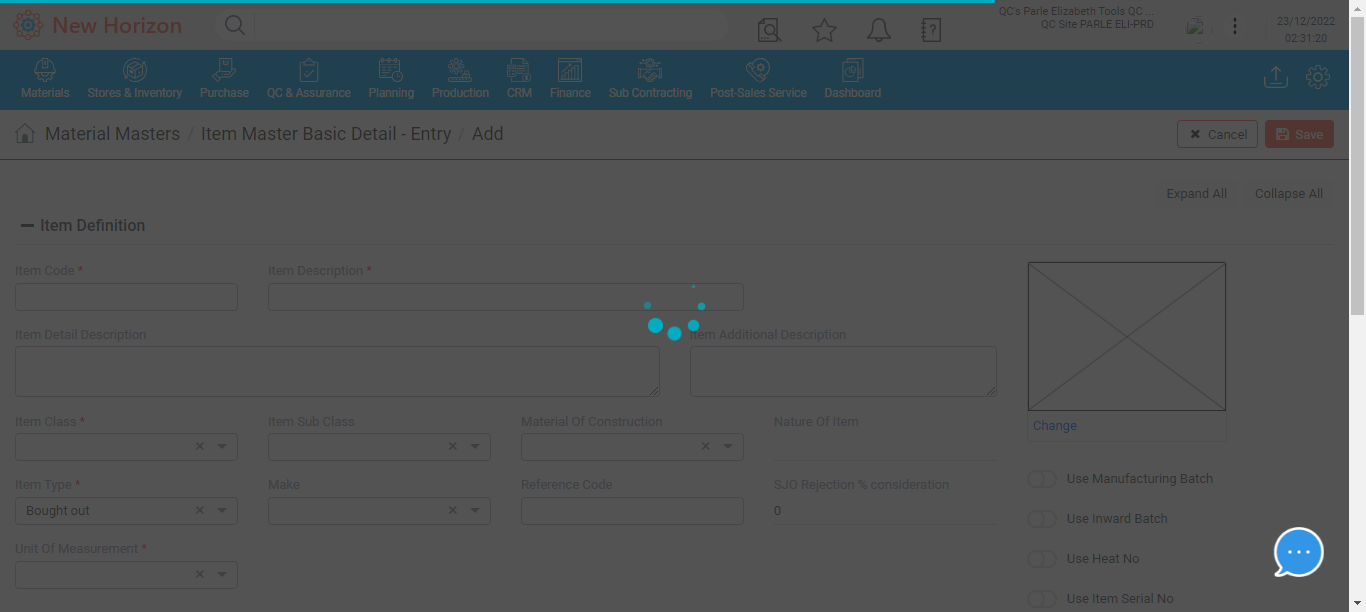 QC's Parle Elizabeth Tools QC ...
New Horizon
QC Site PARLE ELI-PRD
23/12/2022
02:31:20
Materials Stores & Inventory Purchase QC & Assurance Planning Production CRM Finance Sub Contracting Post-Sales Service Dashboard
Material Masters / Item Master Basic Detail - Entry / Add
Cancel Save
Expand All Collapse All
Item Definition
Item Code * Item Description *
Item Detail Description Item Additional Description
Item Class * Item Sub Class Material Of Construction Nature Of Item
Change
Item Type * Make Reference Code SJO Rejection % consideration
Bought out 0
Unit Of Measurement *
Use Manufacturing Batch
Use Inward Batch
Use Heat No
Use Item Serial No